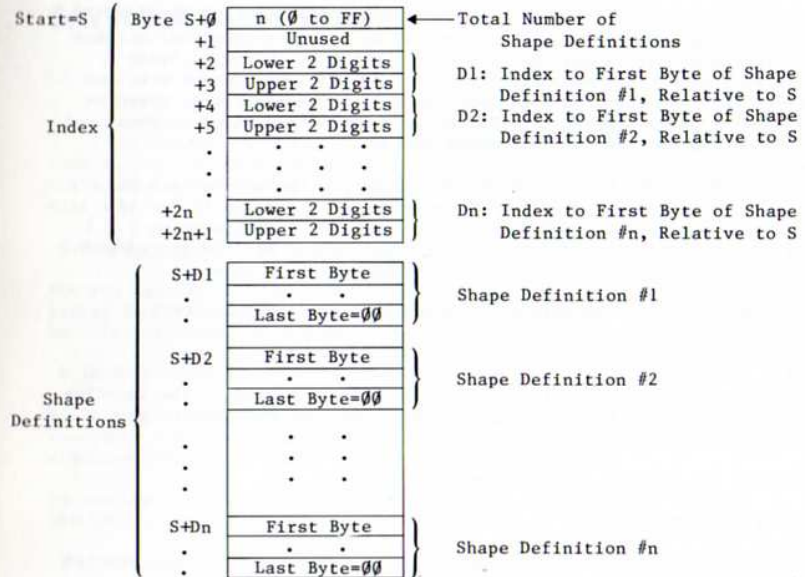 Start=S Byte S+Ø n (Ø to FF) Total Number of
+1 Unused Shape Definitions
+2 Lower 2 Digits D1: Index to First Byte of Shape
+3 Upper 2 Digits Definition #1, Relative to S
+4 Lower 2 Digits D2: Index to First Byte of Shape
Index +5 Upper 2 Digits Definition #2, Relative to S
. . . .
. . . .
+2n Lower 2 Digits Dn: Index to First Byte of Shape
+2n+1 Upper 2 Digits Definition #n, Relative to S
S+D1 First Byte
. . . Shape Definition #1
. Last Byte=ØØ
S+D2 First Byte
. . . Shape Definition #2
Shape . Last Byte=ØØ
Definitions
. . .
. . .
. . .
S+Dn First Byte
. . . Shape Definition #n
. Last Byte=ØØ